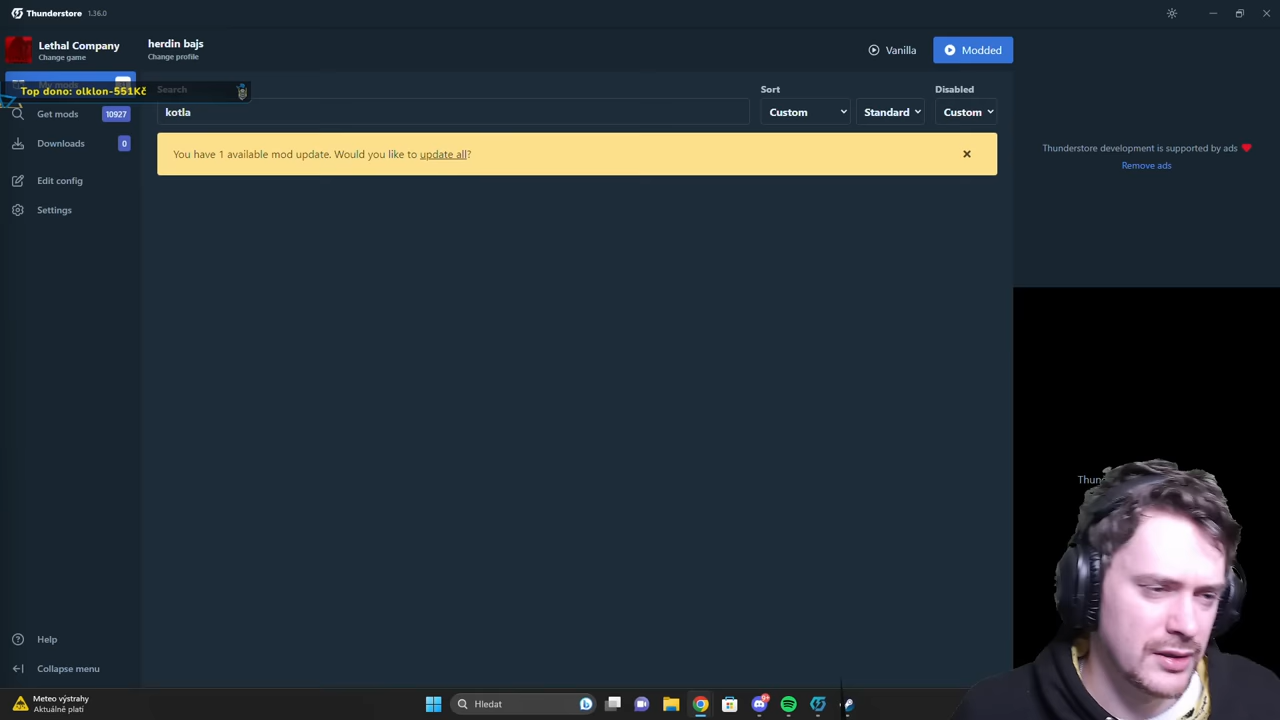 Thunderstore 1.36.0
Lethal Company
Change game
herdin bajs
Change profile
Vanilla
Modded
Top dono: olklon-551Kč
Get mods
10927
Downloads
0
Edit config
Settings
Search
kotla
Sort
Custom
Standard
Disabled
Custom
You have 1 available mod update. Would you like to update all?
Thunderstore development is supported by ads
Remove ads
Help
Collapse menu
Meteo výstrahy
Aktuálně platí
Hledat